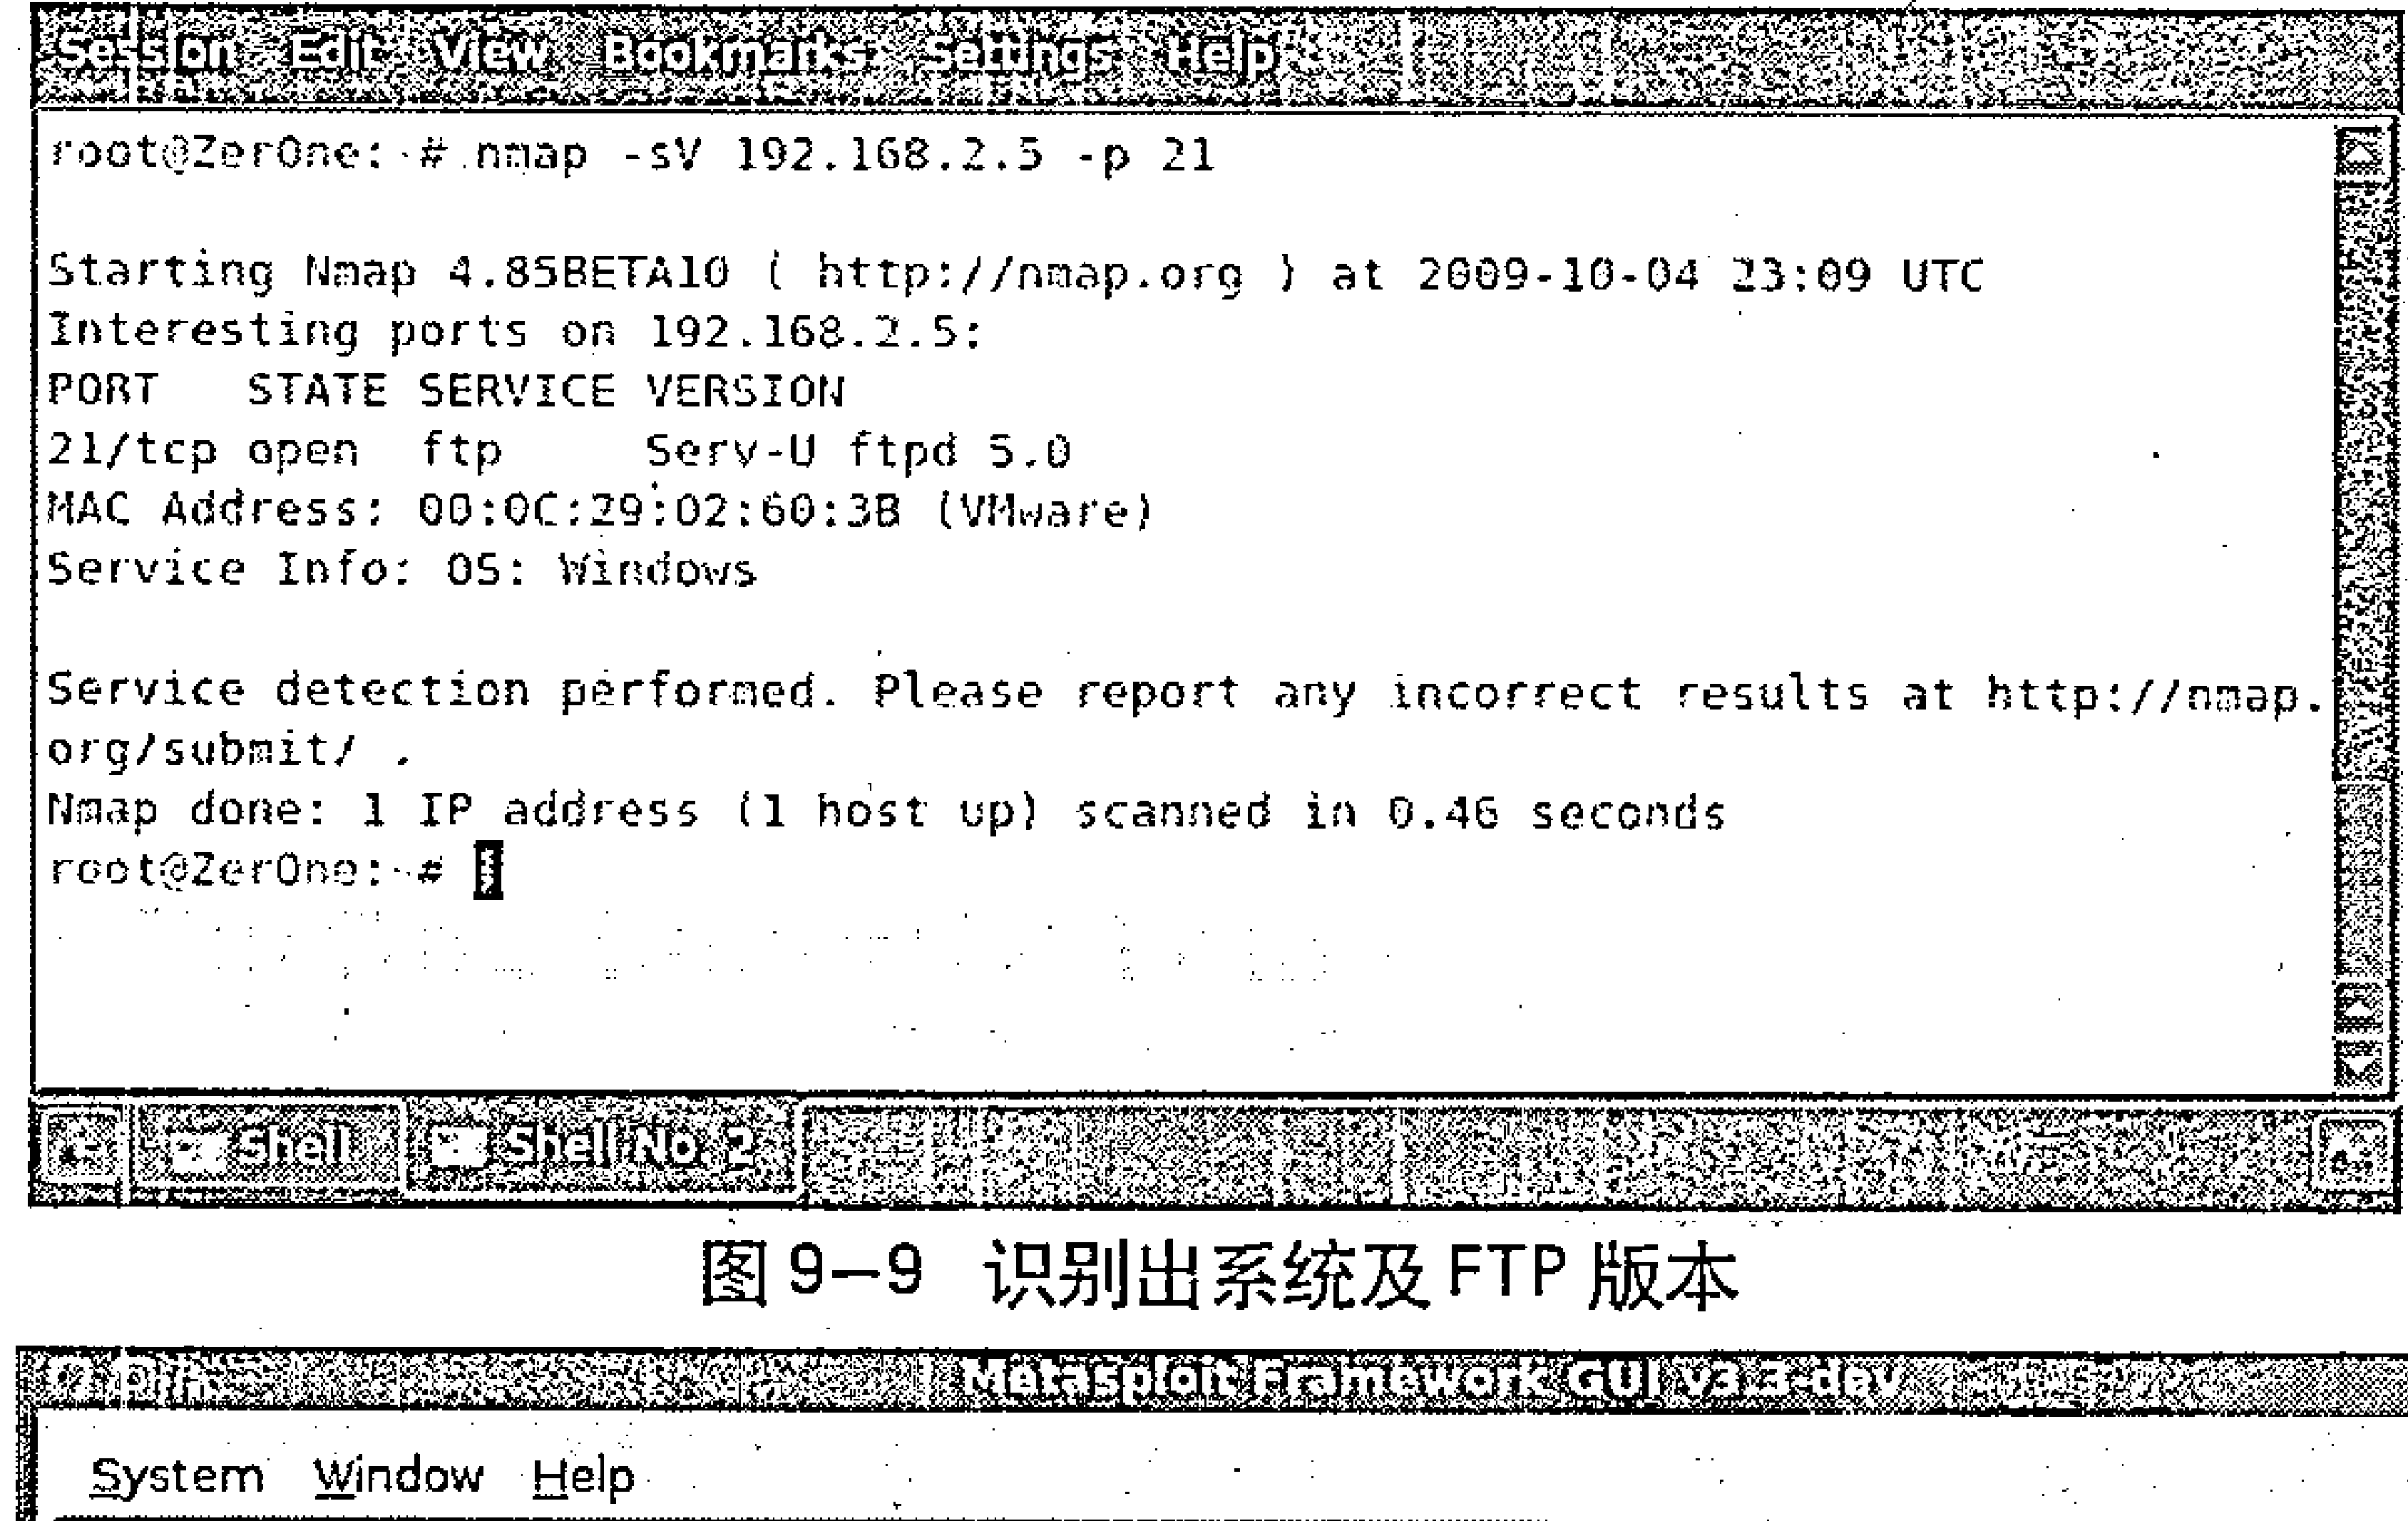 Session Edit View Bookmarks Settings Help
root@ZerOne:~# nmap -sV 192.168.2.5 -p 21
Starting Nmap 4.85BETA10 ( http://nmap.org ) at 2009-10-04 23:09 UTC
Interesting ports on 192.168.2.5:
PORT STATE SERVICE VERSION
21/tcp open ftp Serv-U ftpd 5.0
MAC Address: 00:0C:29:02:60:3B (VMware)
Service Info: OS: Windows
Service detection performed. Please report any incorrect results at http://nmap.
org/submit/ .
Nmap done: 1 IP address (1 host up) scanned in 0.46 seconds
root@ZerOne:~#
Shell Shell No. 2
图 9-9 识别出系统及 FTP 版本
Metasploit Framework GUI v3.3-dev
System Window Help